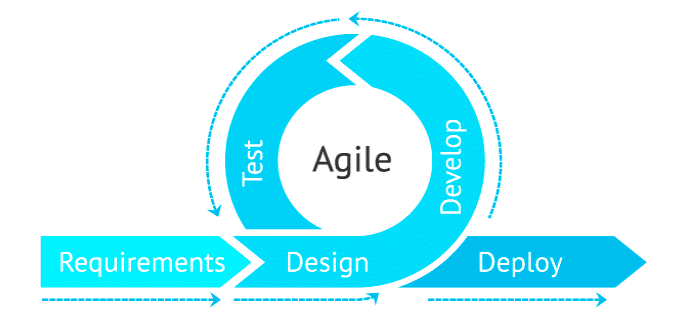 Requirements
Design
Develop
Test
Agile
Deploy